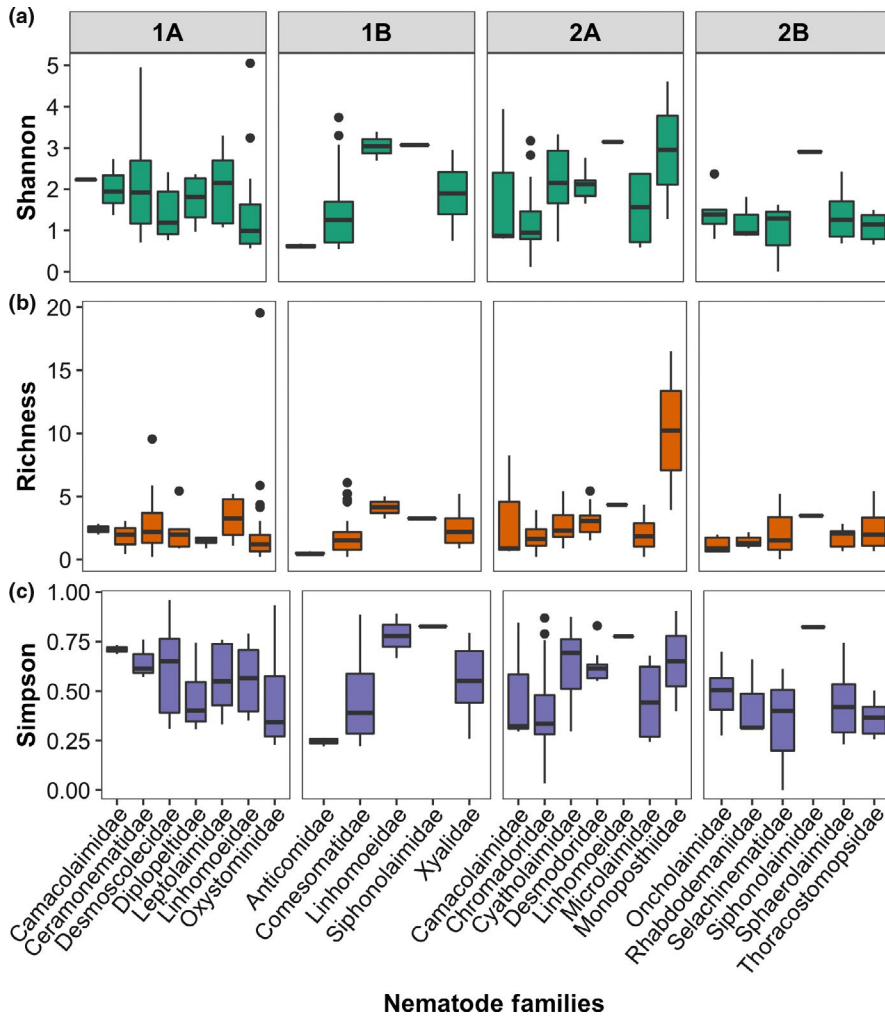 (a)
1A 1B 2A 2B
Shannon
5
4
3
2
1
0
(b)
Richness
20
15
10
5
0
(c)
Simpson
1.00
0.75
0.50
0.25
0.00
Camacolaimidae
Ceramonematidae
Desmoscolecidae
Diplopeltidae
Leptolaimidae
Linhomoeidae
Oxystominidae
Anticomidae
Comesomatidae
Linhomoeidae
Siphonolaimidae
Xyalidae
Camacolaimidae
Chromadoridae
Cyatholaimidae
Desmodoridae
Linhomoeidae
Microlaimidae
Monoposthiidae
Oncholaimidae
Rhabdodemaniidae
Selachinematidae
Siphonolaimidae
Sphaerolaimidae
Thoracostomopsidae
Nematode families